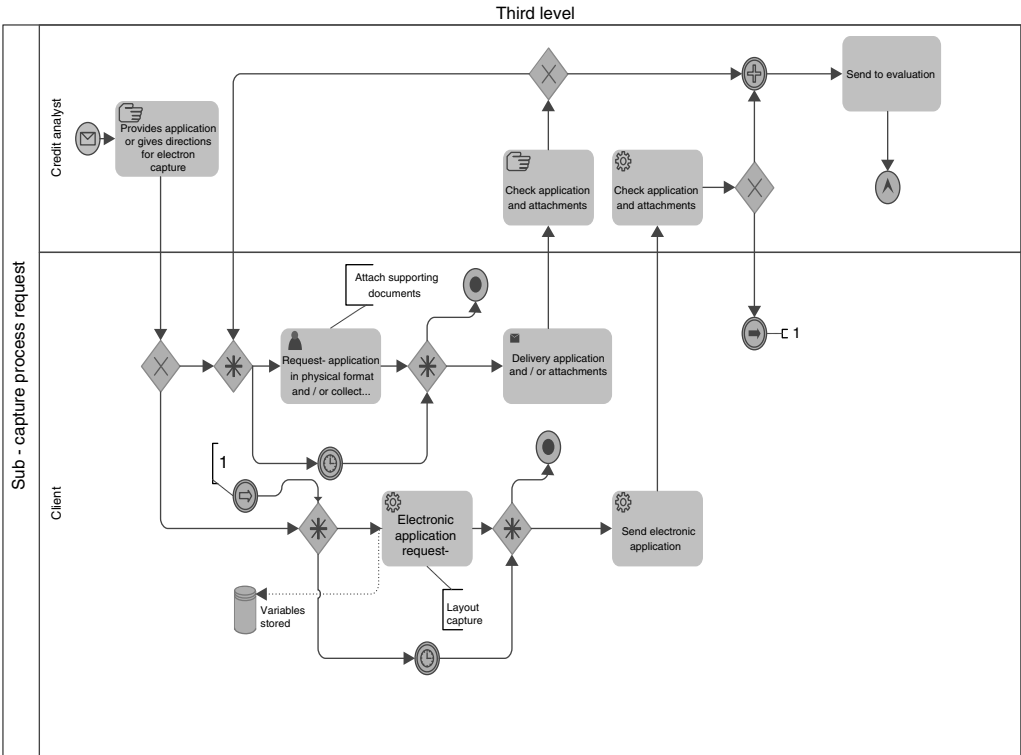 Third level
Sub - capture process request
Credit analyst
Provides application
or gives directions
for electron
capture
Check application
and attachments
Check application
and attachments
Send to evaluation
1
Client
Attach supporting
documents
Request- application
in physical format
and / or collect...
Delivery application
and / or attachments
1
Electronic
application
request-
Send electronic
application
Variables
stored
Layout
capture